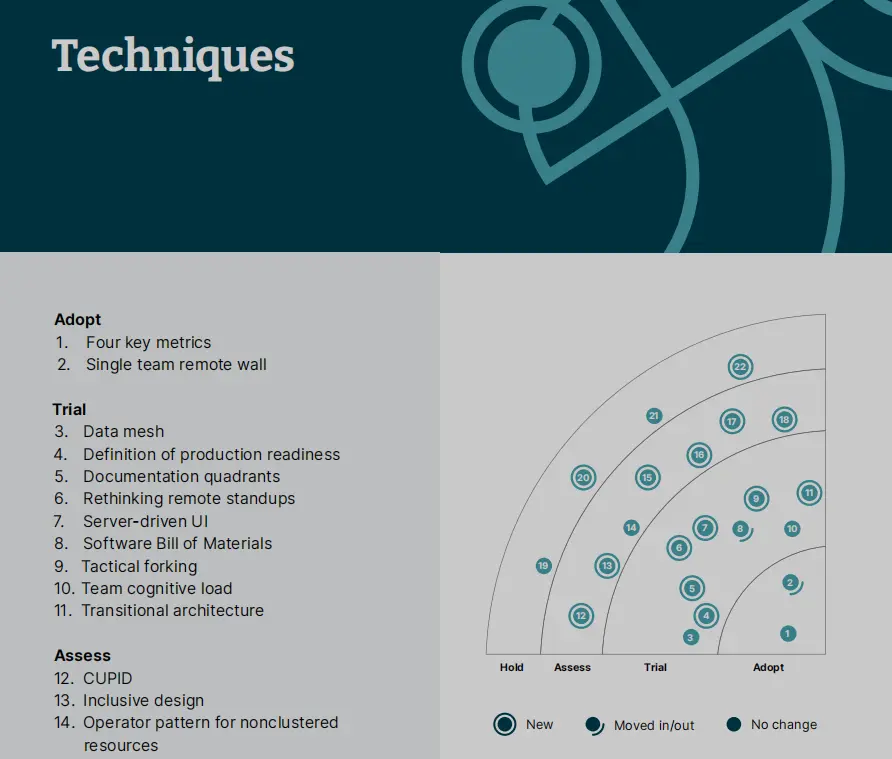 Techniques
Adopt
1. Four key metrics
2. Single team remote wall
Trial
3. Data mesh
4. Definition of production readiness
5. Documentation quadrants
6. Rethinking remote standups
7. Server-driven UI
8. Software Bill of Materials
9. Tactical forking
10. Team cognitive load
11. Transitional architecture
Assess
12. CUPID
13. Inclusive design
14. Operator pattern for nonclustered
resources
22
21
17
18
16
20
15
11
9
14
7
8
10
6
19
13
5
2
12
4
3
1
Hold
Assess
Trial
Adopt
New
Moved in/out
No change